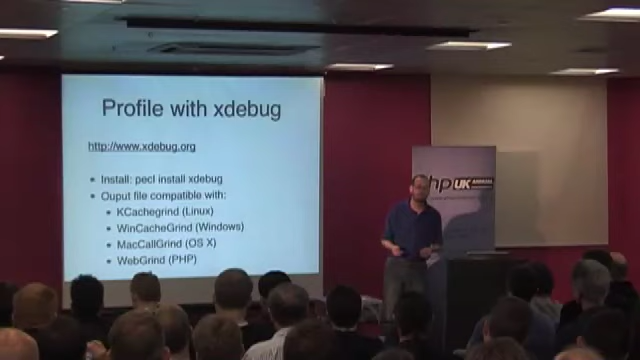 Profile with xdebug
http://www.xdebug.org
• Install: pecl install xdebug
• Ouput file compatible with:
• KCachegrind (Linux)
• WinCacheGrind (Windows)
• MacCallGrind (OS X)
• WebGrind (PHP)
hp UK